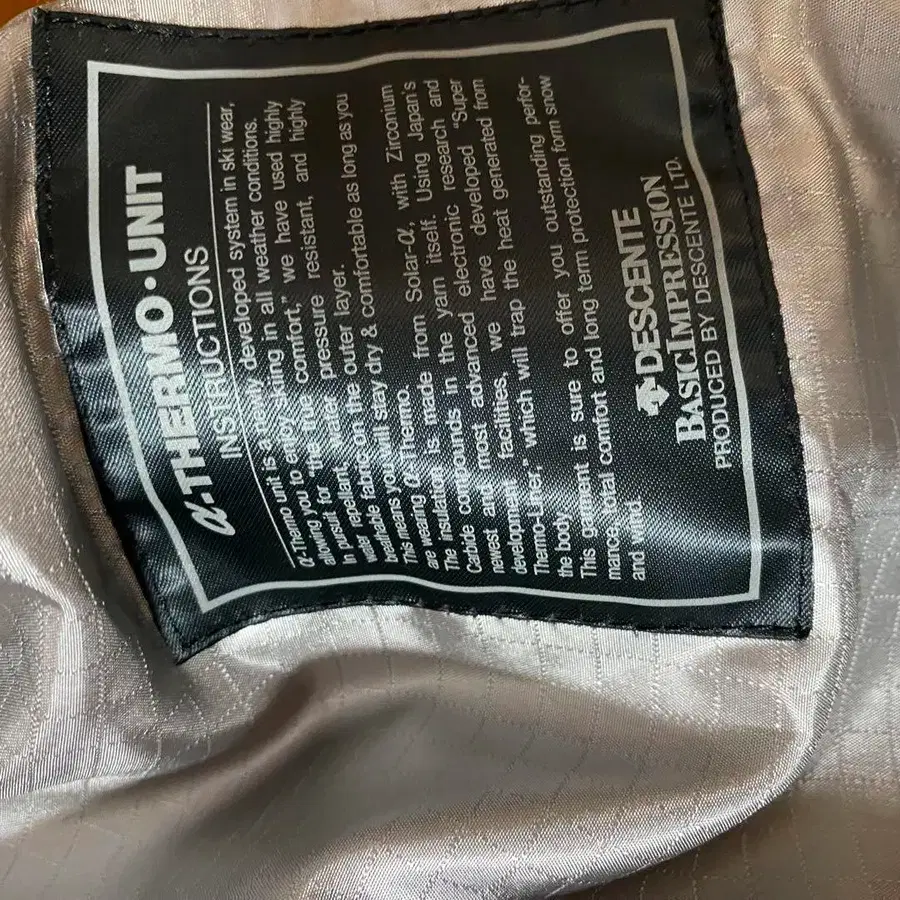 α-THERMO·UNIT
INSTRUCTIONS
α-Thermo unit is a newly developed system in ski wear,
allowing you to enjoy skiing in all weather conditions.
In pursuit for "the true comfort," we have used highly
water repellant, water pressure resistant, and highly
breathable fabric on the outer layer.
This means you will stay dry & comfortable as long as you
are wearing α-Thermo.
The insulation is made from Solar-α, with Zirconium
Carbide compounds in the yarn itself. Using Japan's
newest and most advanced electronic research and
development facilities, we have developed "Super
Thermo-Liner," which will trap the heat generated from
the body.
This garment is sure to offer you outstanding perfor-
mance, total comfort and long term protection form snow
and wind.
DESCENTE
BASIC IMPRESSION
PRODUCED BY DESCENTE LTD.